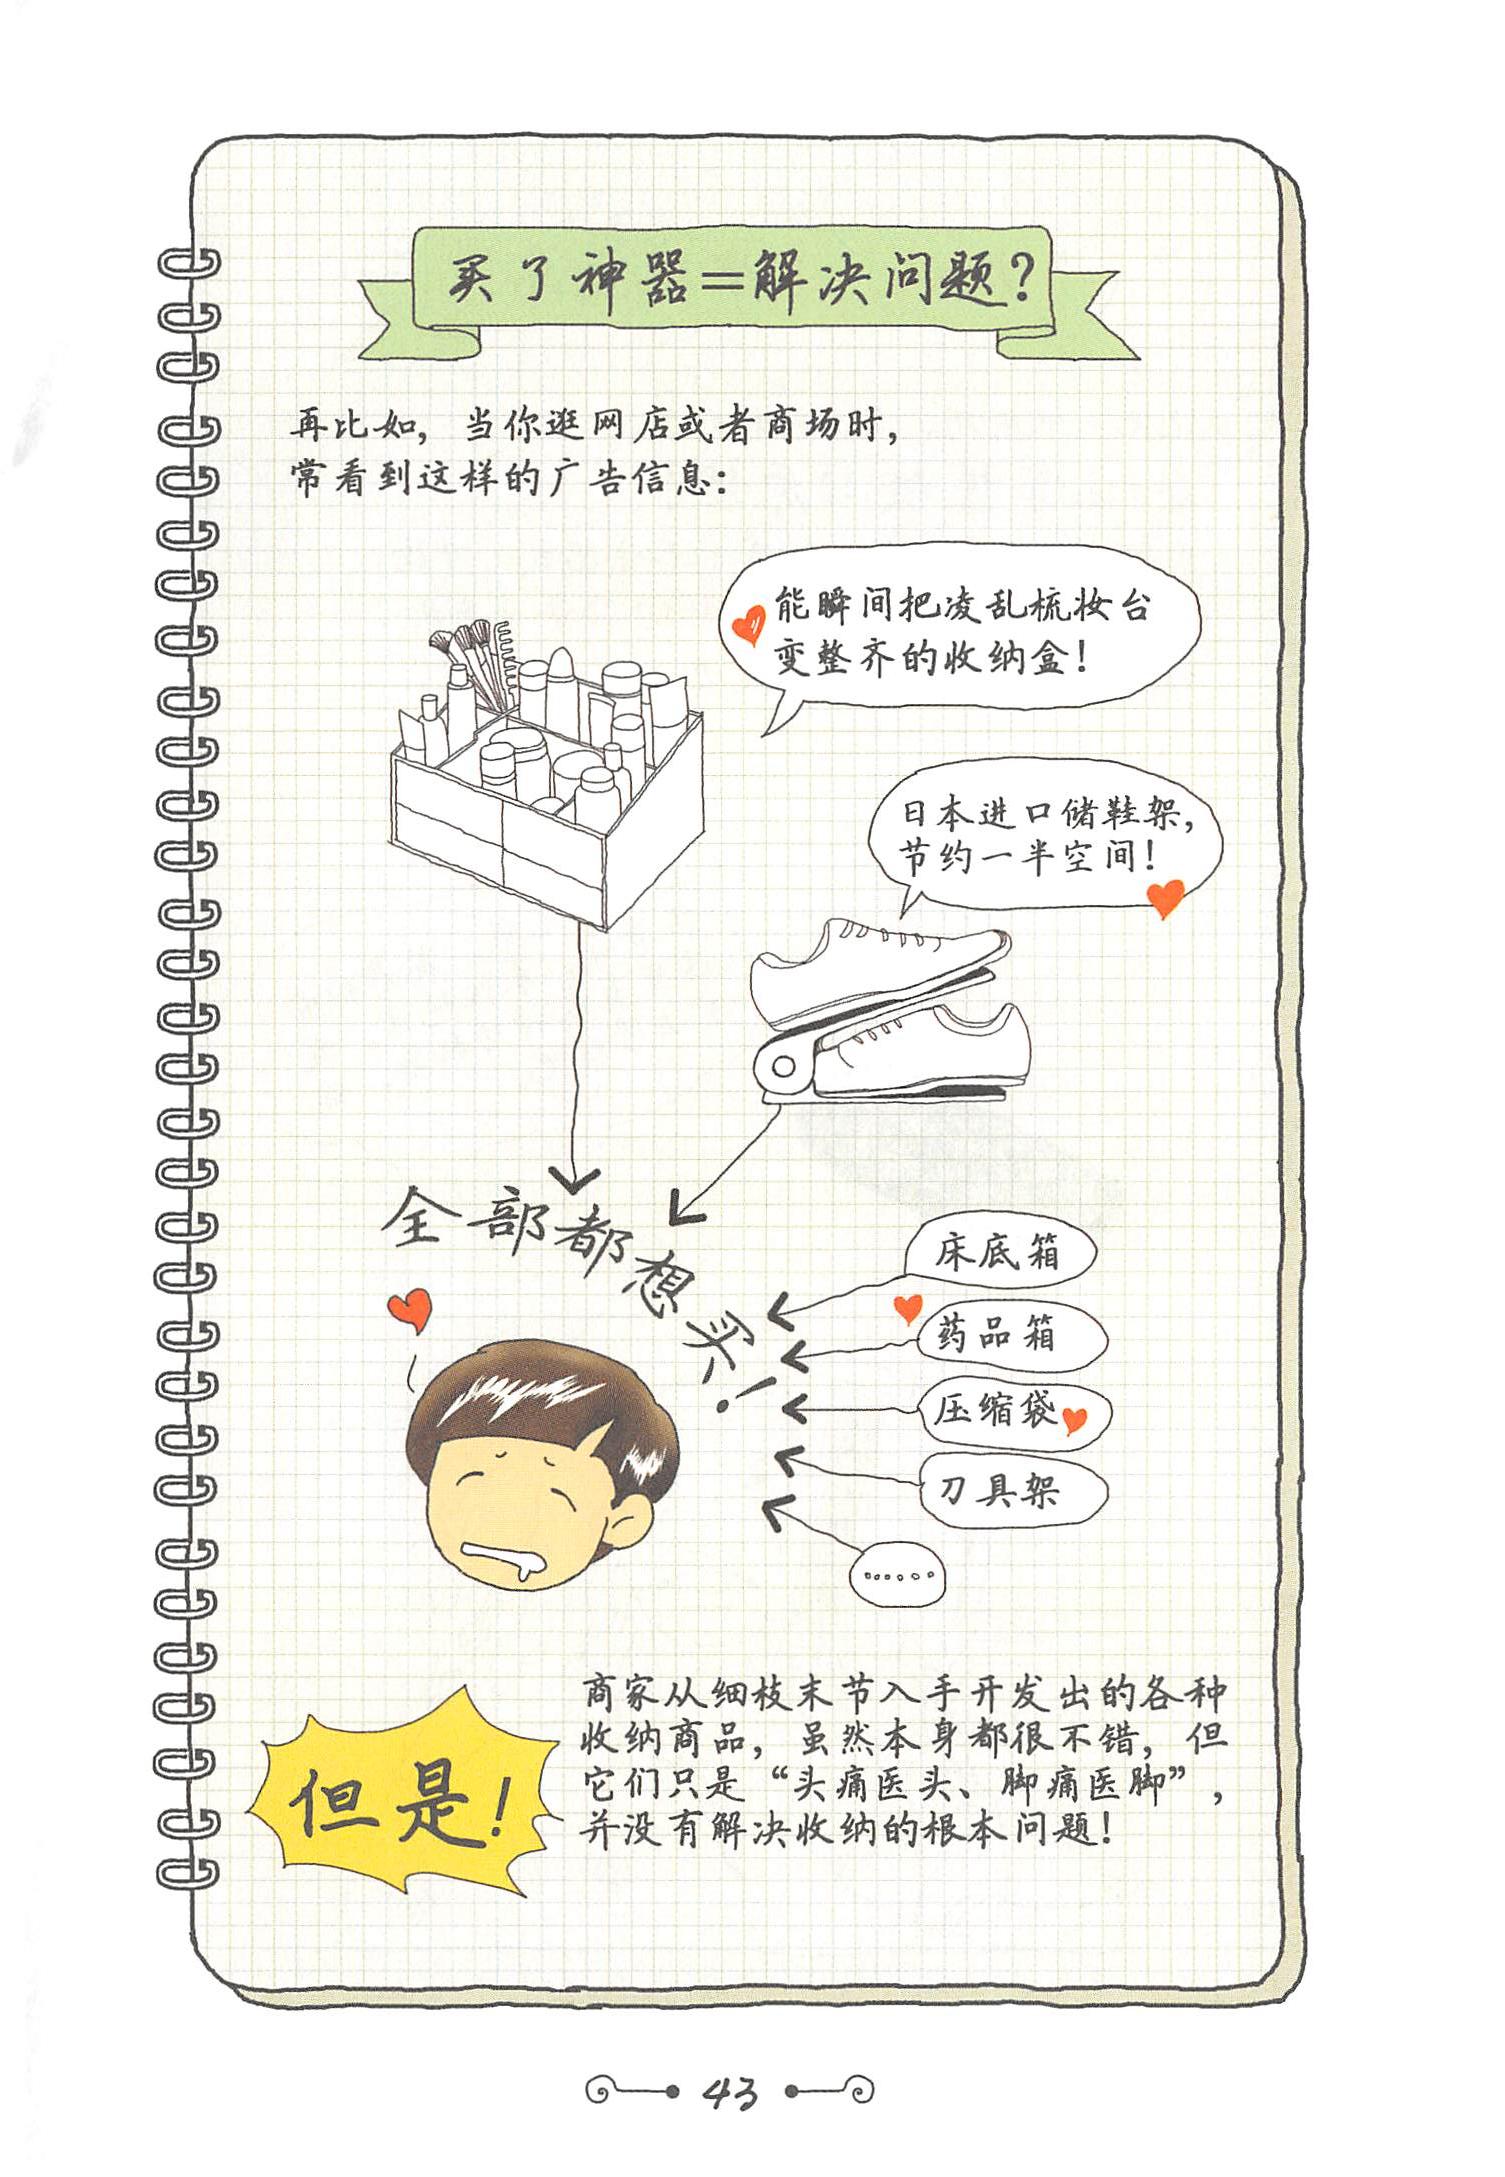 买了神器=解决问题？
再比如，当你逛网店或者商场时，
常看到这样的广告信息：
能瞬间把凌乱梳妆台
变整齐的收纳盒！
日本进口储鞋架，
节约一半空间！
全部都想买！
床底箱
药品箱
压缩袋
刀具架
……
但是！
商家从细枝末节入手开发出的各种
收纳商品，虽然本身都很不错，但
它们只是“头痛医头、脚痛医脚”，
并没有解决收纳的根本问题！
43